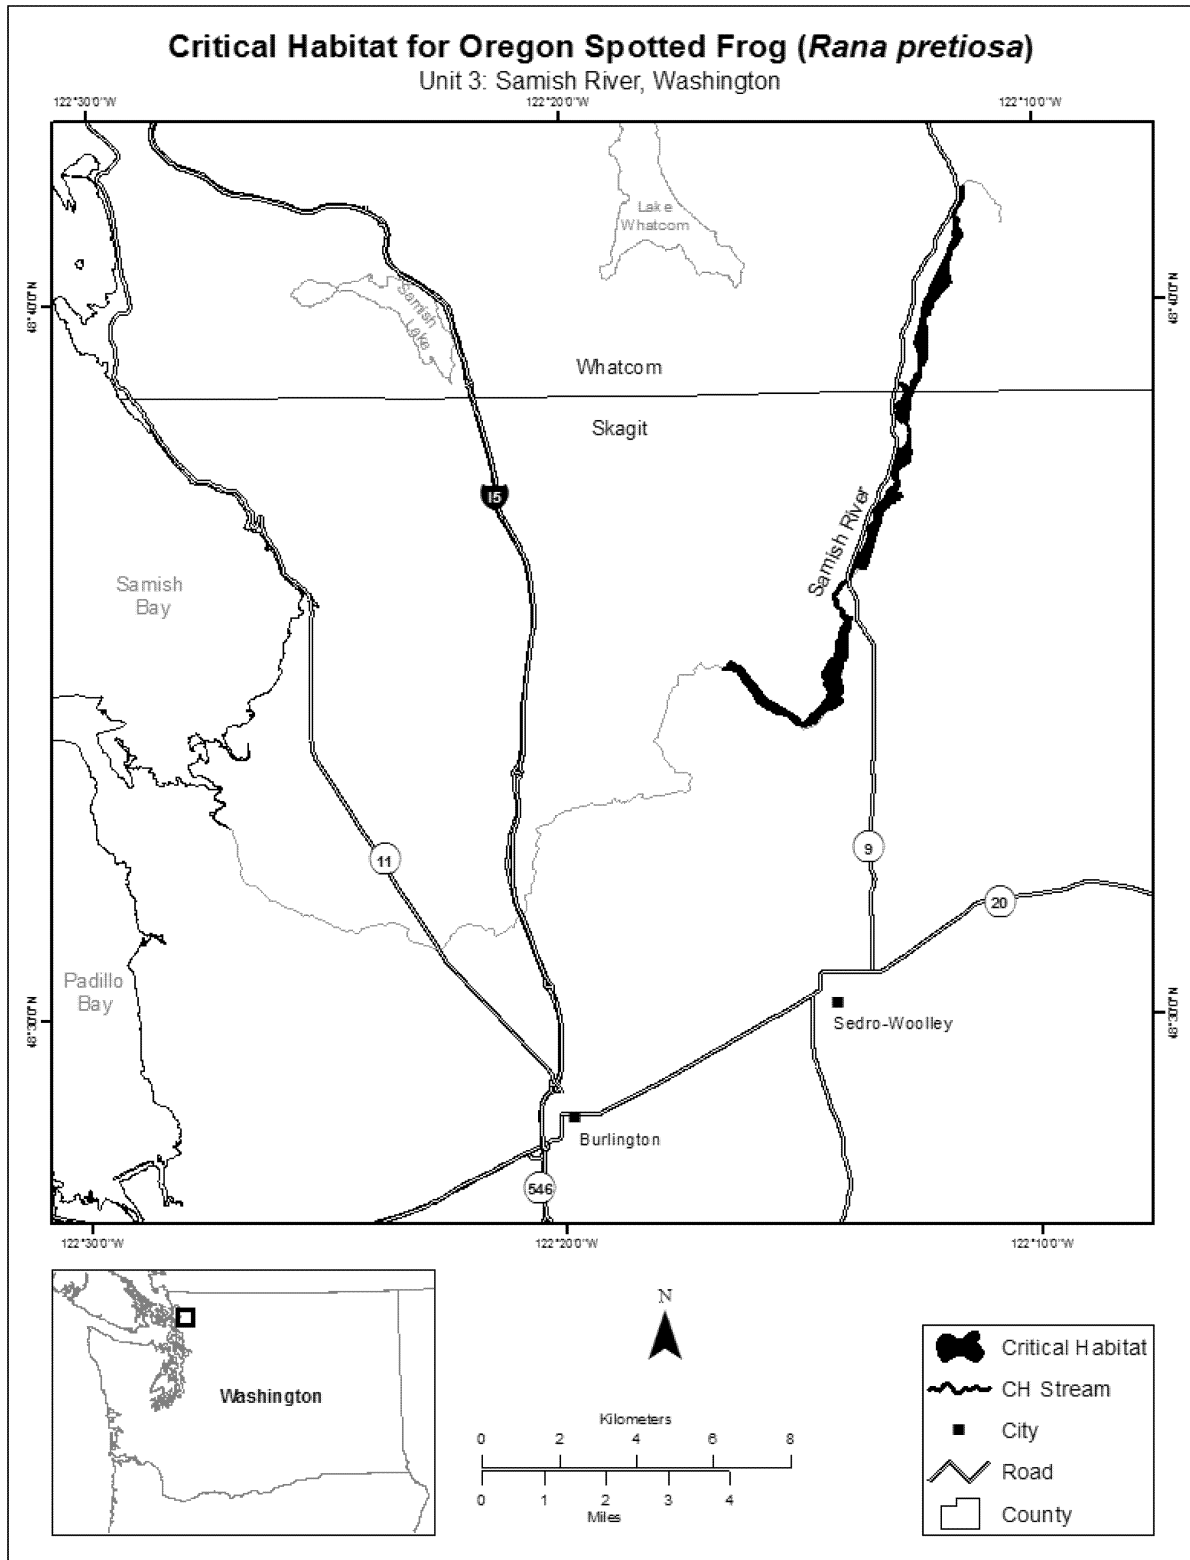 Critical Habitat for Oregon Spotted Frog (Rana pretiosa)
Unit 3: Samish River, Washington
122°30'0"W
122°20'0"W
122°10'0"W
Lake
Whatcom
48°40'0"N
48°40'0"N
Samish
Lake
Whatcom
Skagit
15
Samish River
Samish
Bay
11
9
20
Padillo
Bay
48°30'0"N
48°30'0"N
Sedro-Woolley
Burlington
546
122°30'0"W
122°20'0"W
122°10'0"W
Washington
N
Kilometers
0 2 4 6 8
0 1 2 3 4
Miles
Critical Habitat
CH Stream
City
Road
County